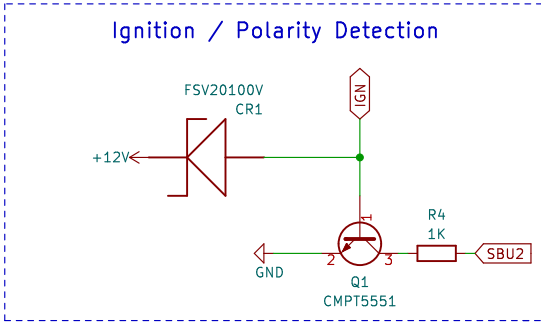 Ignition / Polarity Detection
FSV20100V
CR1
IGN
+12V
1
R4
1K
2
3
SBU2
GND
Q1
CMPT5551